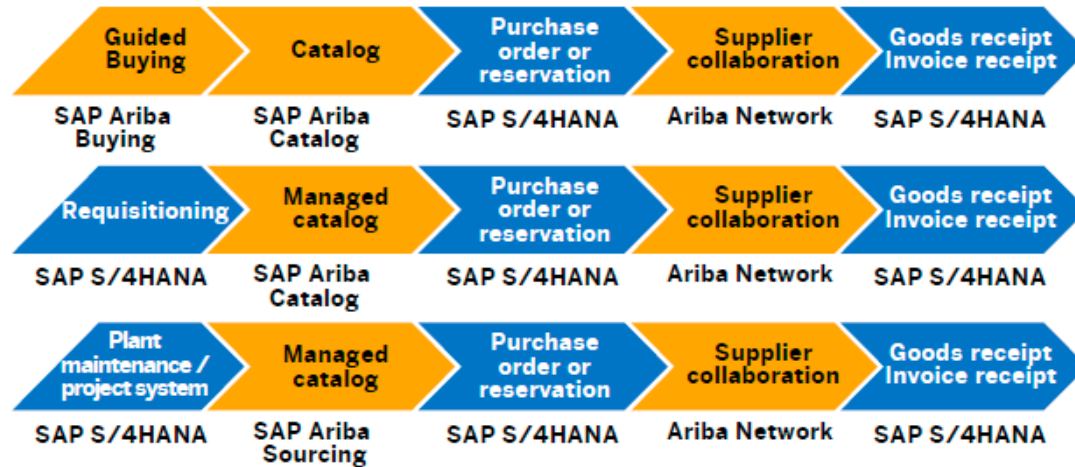 Guided
Buying
Catalog
Purchase
order or
reservation
Supplier
collaboration
Goods receipt
Invoice receipt
SAP Ariba
Buying
SAP Ariba
Catalog
SAP S/4HANA
Ariba Network
SAP S/4HANA
Requisitioning
Managed
catalog
Purchase
order or
reservation
Supplier
collaboration
Goods receipt
Invoice receipt
SAP S/4HANA
SAP Ariba
Catalog
SAP S/4HANA
Ariba Network
SAP S/4HANA
Plant
maintenance /
project system
Managed
catalog
Purchase
order or
reservation
Supplier
collaboration
Goods receipt
Invoice receipt
SAP S/4HANA
SAP Ariba
Sourcing
SAP S/4HANA
Ariba Network
SAP S/4HANA